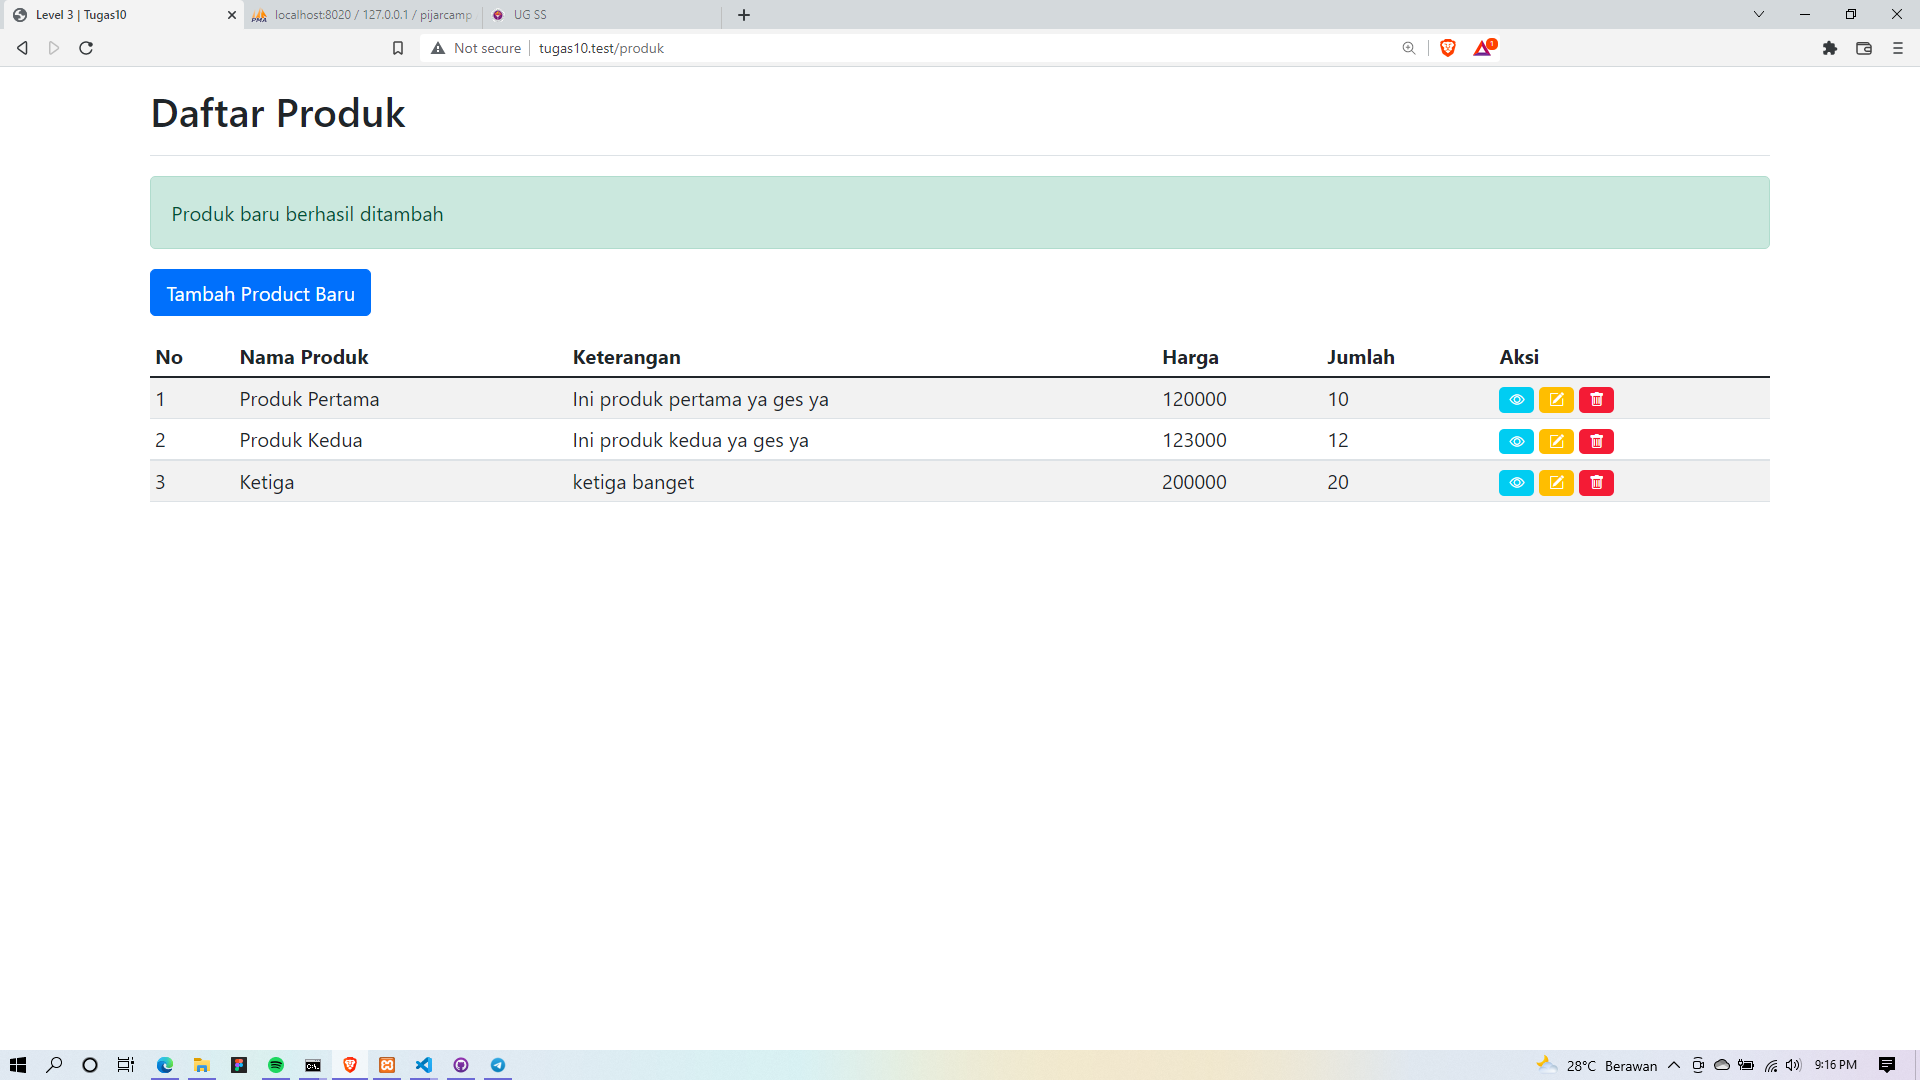 Level 3 | Tugas10
localhost:8020 / 127.0.0.1 / pijarcamp
UG SS
Not secure
tugas10.test/produk
1
Daftar Produk
Produk baru berhasil ditambah
Tambah Product Baru
No Nama Produk Keterangan Harga Jumlah Aksi
1 Produk Pertama Ini produk pertama ya ges ya 120000 10
2 Produk Kedua Ini produk kedua ya ges ya 123000 12
3 Ketiga ketiga banget 200000 20
28°C Berawan 9:16 PM